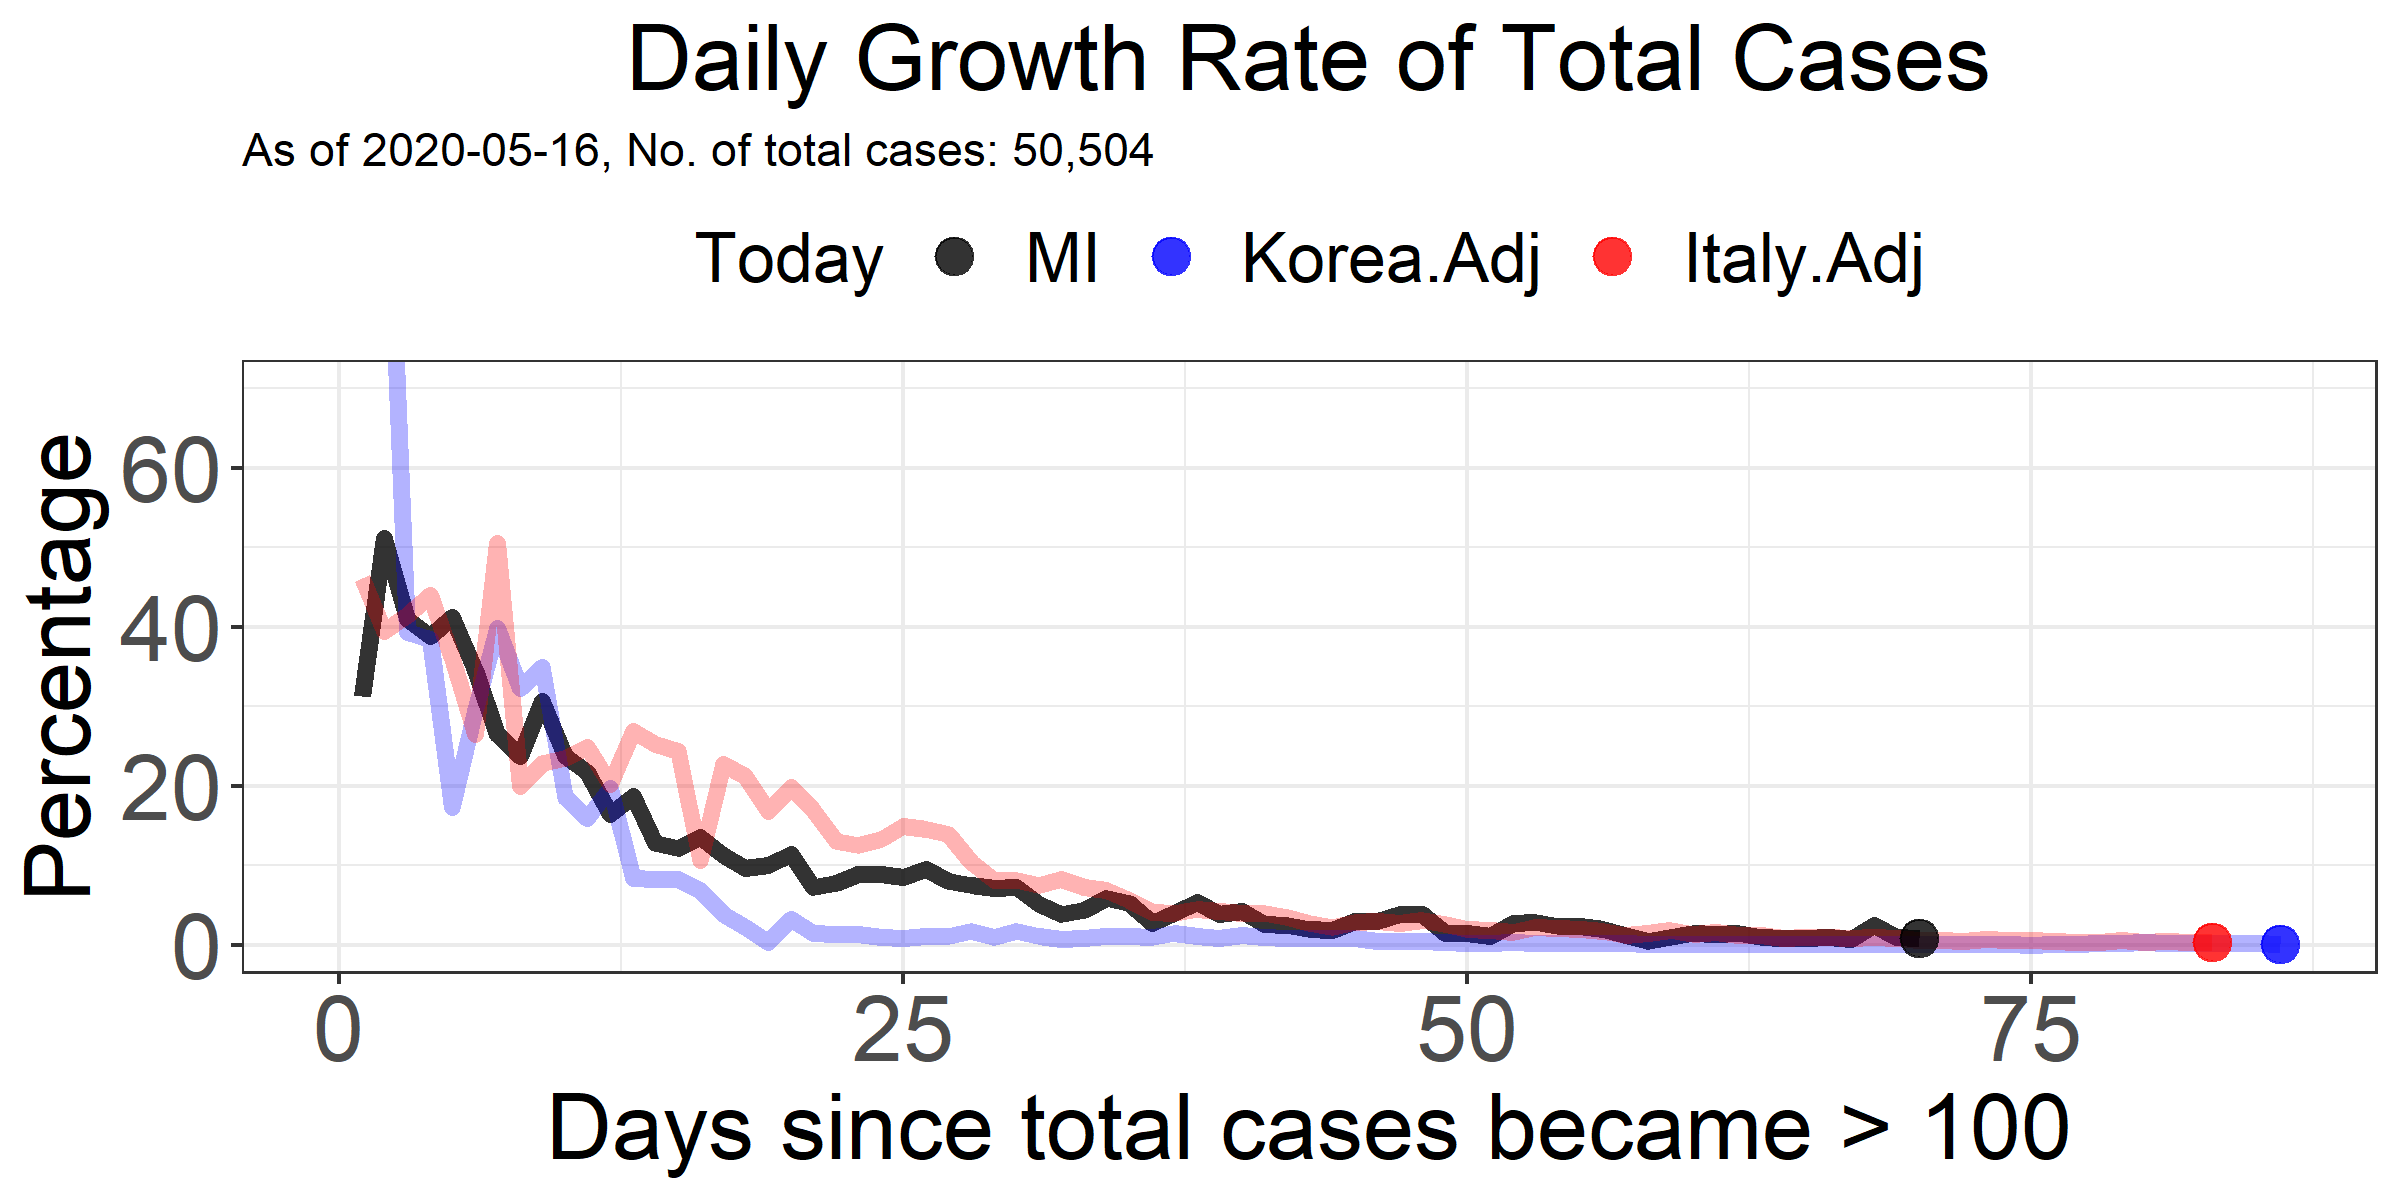 Daily Growth Rate of Total Cases
As of 2020-05-16, No. of total cases: 50,504
Today MI Korea.Adj Italy.Adj
Percentage
60
40
20
0
0 25 50 75
Days since total cases became > 100